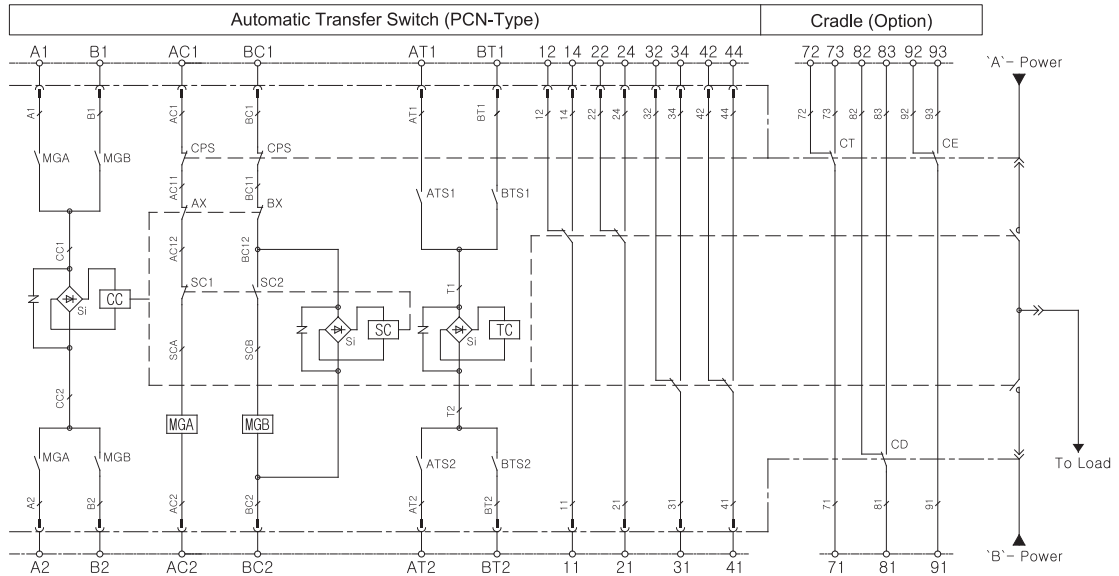 Automatic Transfer Switch (PCN-Type) Cradle (Option)
A1 B1 AC1 BC1 AT1 BT1 12 14 22 24 32 34 42 44 72 73 82 83 92 93
`A`- Power
A1 B1 AC1 BC1 AT1 BT1 12 14 22 24 32 34 42 44 72 73 82 83 92 93
MGA MGB CPS CPS CT CE
AC11 BC11 ATS1 BTS1
AX BX
CC1 AC12 BC12
T1
SC1 SC2
Si CC Si SC Si TC
SCA SCB
CC2 T2
MGA MGB
MGA MGB ATS2 BTS2 CD
To Load
A2 B2 AC2 BC2 AT2 BT2 11 21 31 41 71 81 91
A2 B2 AC2 BC2 AT2 BT2 11 21 31 41 71 81 91
`B`- Power